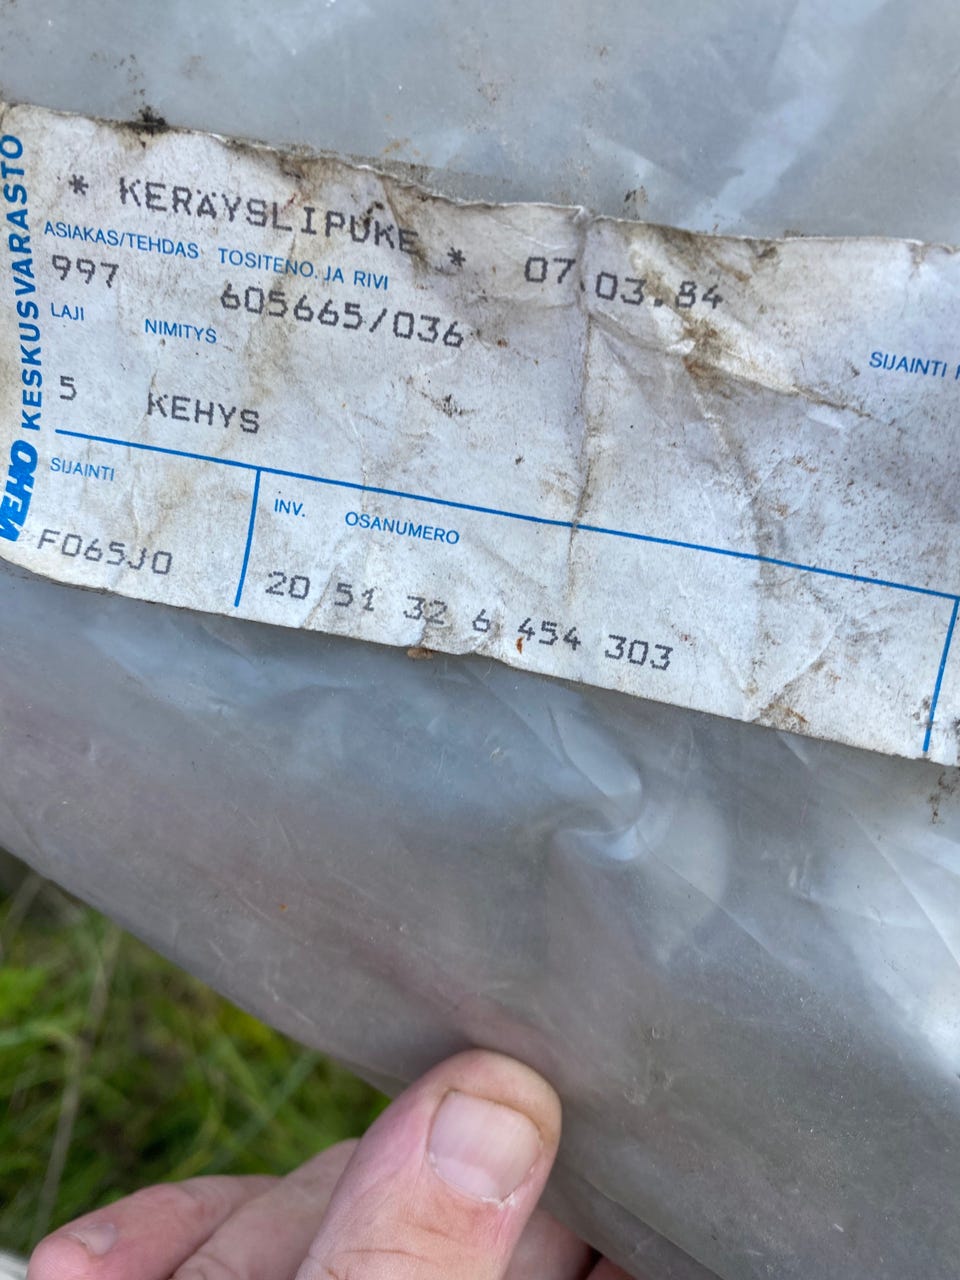 VEHO KESKUSVARASTO
* KERÄYSLIPUKE * 07.03.84
ASIAKAS/TEHDAS TOSITENO. JA RIVI
997 605665/036
LAJI NIMITYS SIJAINTI
5 KEHYS
SIJAINTI INV. OSANUMERO
F065J0 20 51 32 6 454 303